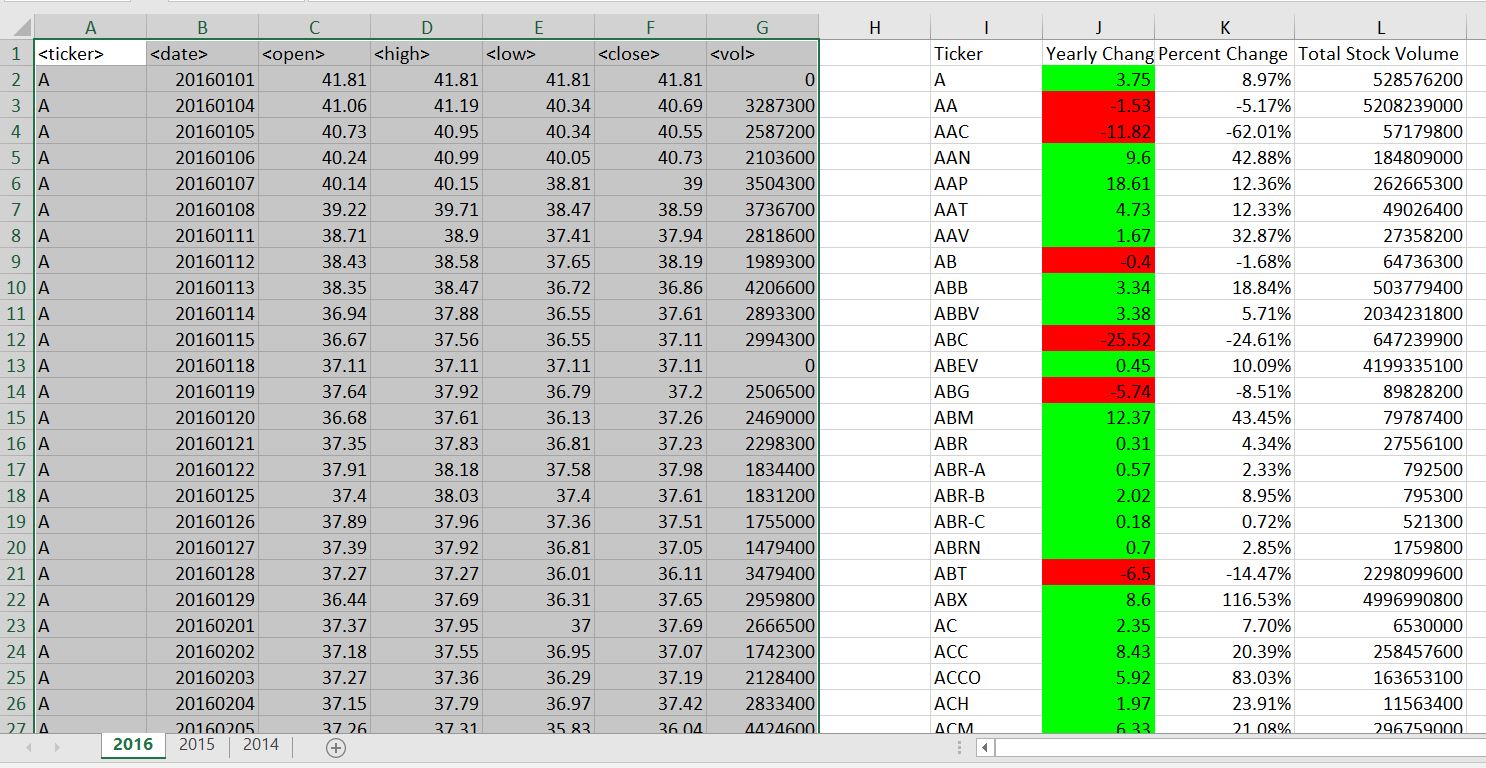 A B C D E F G H I J K L
1 <ticker> <date> <open> <high> <low> <close> <vol> Ticker Yearly Chang Percent Change Total Stock Volume
2 A 20160101 41.81 41.81 41.81 41.81 0 A 3.75 8.97% 528576200
3 A 20160104 41.06 41.19 40.34 40.69 3287300 AA -1.53 -5.17% 5208239000
4 A 20160105 40.73 40.95 40.34 40.55 2587200 AAC -11.82 -62.01% 57179800
5 A 20160106 40.24 40.99 40.05 40.73 2103600 AAN 9.6 42.88% 184809000
6 A 20160107 40.14 40.15 38.81 39 3504300 AAP 18.61 12.36% 262665300
7 A 20160108 39.22 39.71 38.47 38.59 3736700 AAT 4.73 12.33% 49026400
8 A 20160111 38.71 38.9 37.41 37.94 2818600 AAV 1.67 32.87% 27358200
9 A 20160112 38.43 38.58 37.65 38.19 1989300 AB -0.4 -1.68% 64736300
10 A 20160113 38.35 38.47 36.72 36.86 4206600 ABB 3.34 18.84% 503779400
11 A 20160114 36.94 37.88 36.55 37.61 2893300 ABBV 3.38 5.71% 2034231800
12 A 20160115 36.67 37.56 36.55 37.11 2994300 ABC -25.52 -24.61% 647239900
13 A 20160118 37.11 37.11 37.11 37.11 0 ABEV 0.45 10.09% 4199335100
14 A 20160119 37.64 37.92 36.79 37.2 2506500 ABG -5.74 -8.51% 89828200
15 A 20160120 36.68 37.61 36.13 37.26 2469000 ABM 12.37 43.45% 79787400
16 A 20160121 37.35 37.83 36.81 37.23 2298300 ABR 0.31 4.34% 27556100
17 A 20160122 37.91 38.18 37.58 37.98 1834400 ABR-A 0.57 2.33% 792500
18 A 20160125 37.4 38.03 37.4 37.61 1831200 ABR-B 2.02 8.95% 795300
19 A 20160126 37.89 37.96 37.36 37.51 1755000 ABR-C 0.18 0.72% 521300
20 A 20160127 37.39 37.92 36.81 37.05 1479400 ABRN 0.7 2.85% 1759800
21 A 20160128 37.27 37.27 36.01 36.11 3479400 ABT -6.5 -14.47% 2298099600
22 A 20160129 36.44 37.69 36.31 37.65 2959800 ABX 8.6 116.53% 4996990800
23 A 20160201 37.37 37.95 37 37.69 2666500 AC 2.35 7.70% 6530000
24 A 20160202 37.18 37.55 36.95 37.07 1742300 ACC 8.43 20.39% 258457600
25 A 20160203 37.27 37.36 36.29 37.19 2128400 ACCO 5.92 83.03% 163653100
26 A 20160204 37.15 37.79 36.97 37.42 2833400 ACH 1.97 23.91% 11563400
27 A 20160205 37.26 37.31 35.83 36.04 4424600 ACM 6.33 21.08% 296759000
2016 2015 2014